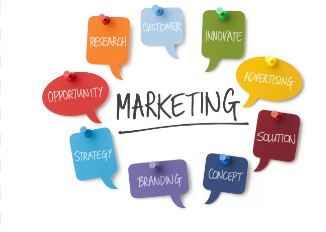 CUSTOMER
RESEARCH
INNOVATE
ADVERTISING
OPPORTUNITY
MARKETING
SOLUTION
STRATEGY
BRANDING
CONCEPT